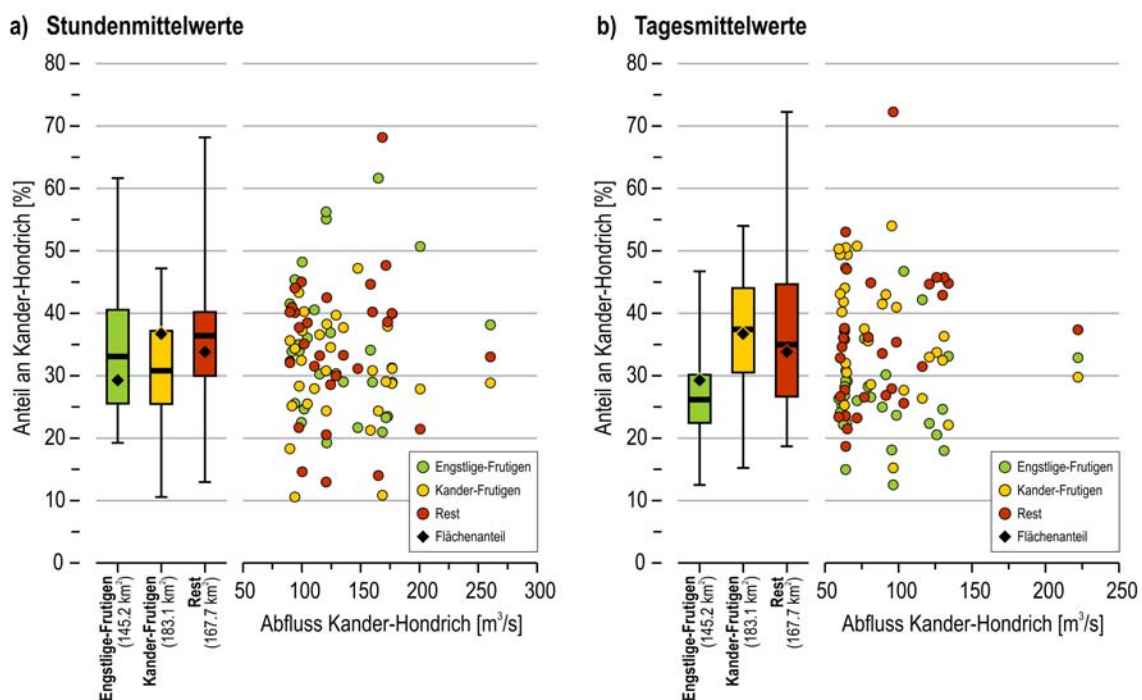 a) Stundenmittelwerte
Anteil an Kander-Hondrich [%]
80
70
60
50
40
30
20
10
0
Engstlige-Frutigen
(145.2 km²)
Kander-Frutigen
(183.1 km²)
Rest
(167.7 km²)
50
100
150
200
250
300
Abfluss Kander-Hondrich [m³/s]
Engstlige-Frutigen
Kander-Frutigen
Rest
Flächenanteil
b) Tagesmittelwerte
Anteil an Kander-Hondrich [%]
80
70
60
50
40
30
20
10
0
Engstlige-Frutigen
(145.2 km²)
Kander-Frutigen
(183.1 km²)
Rest
(167.7 km²)
50
100
150
200
250
Abfluss Kander-Hondrich [m³/s]
Engstlige-Frutigen
Kander-Frutigen
Rest
Flächenanteil